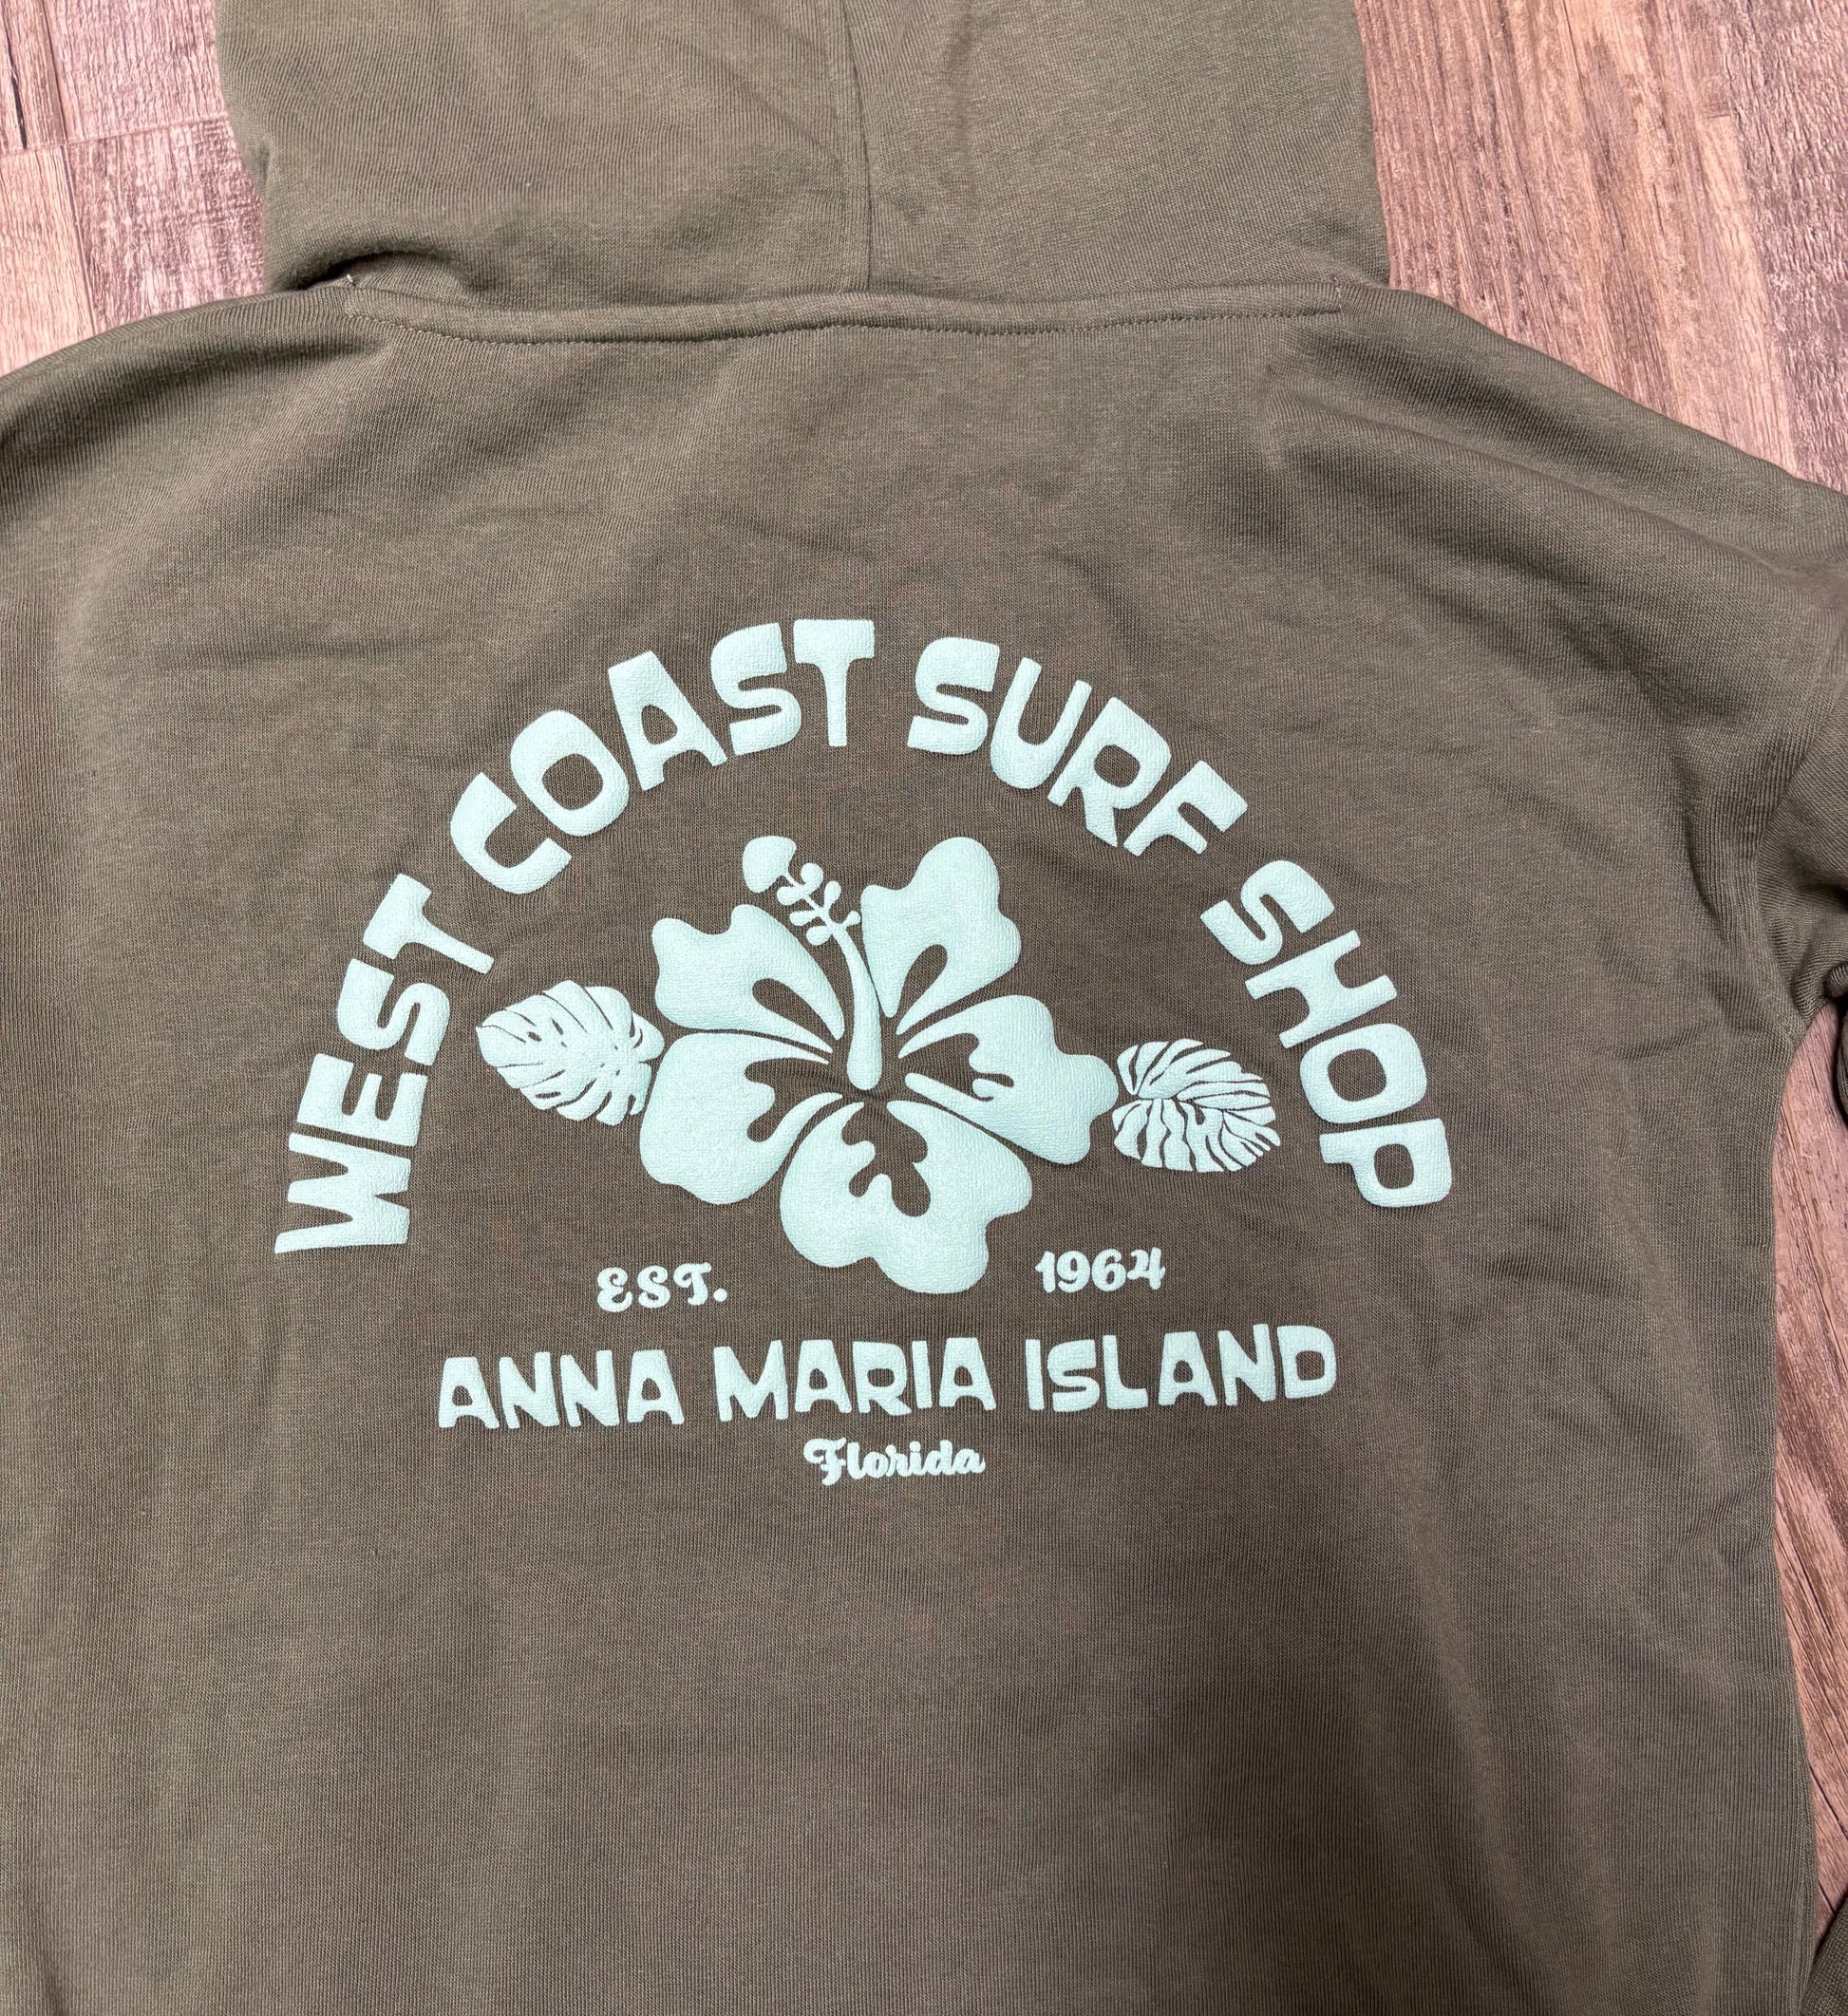 WEST COAST SURF SHOP
EST. 1964
ANNA MARIA ISLAND
Florida